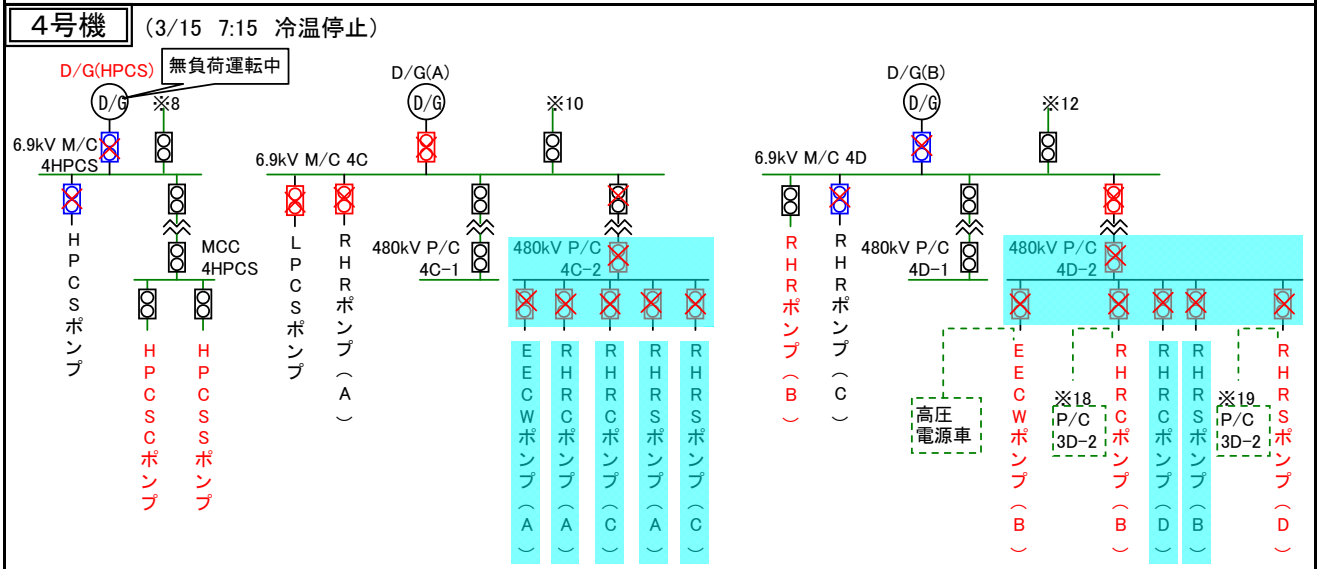 4号機
(3/15 7:15 冷温停止)
D/G(HPCS)
無負荷運転中
D/G
※8
6.9kV M/C
4HPCS
HPCSポンプ
MCC
4HPCS
HPCSCポンプ
HPCSSポンプ
D/G(A)
D/G
※10
6.9kV M/C 4C
LPCSポンプ
RHRポンプ(A)
480kV P/C
4C-1
480kV P/C
4C-2
EECWポンプ(A)
RHRCポンプ(A)
RHRCポンプ(C)
RHRSポンプ(A)
RHRSポンプ(C)
D/G(B)
D/G
※12
6.9kV M/C 4D
RHRポンプ(B)
RHRポンプ(C)
480kV P/C
4D-1
480kV P/C
4D-2
高圧
電源車
EECWポンプ(B)
※18
P/C
3D-2
RHRCポンプ(B)
RHRCポンプ(D)
RHRSポンプ(B)
※19
P/C
3D-2
RHRSポンプ(D)